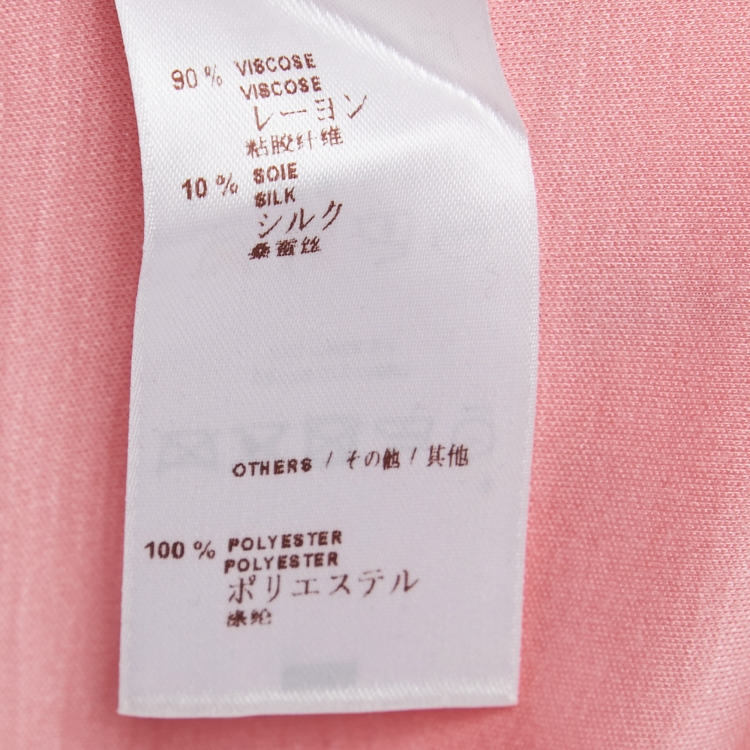 90 % VISCOSE
VISCOSE
レーヨン
粘胶纤维
10 % SOIE
SILK
シルク
桑蚕丝
OTHERS / その他 / 其他
100 % POLYESTER
POLYESTER
ポリエステル
涤纶